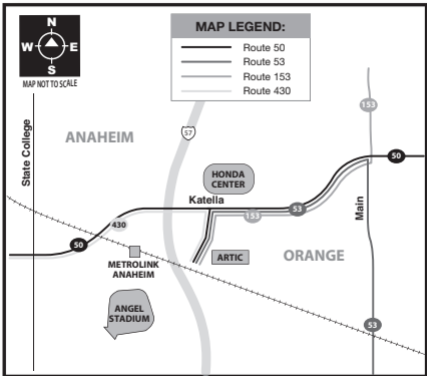 N
W E
S
MAP NOT TO SCALE
MAP LEGEND:
Route 50
Route 53
Route 153
Route 430
State College
ANAHEIM
57
153
HONDA
CENTER
50
Katella
153
53
Main
430
50
METROLINK
ANAHEIM
ARTIC
ORANGE
ANGEL
STADIUM
53